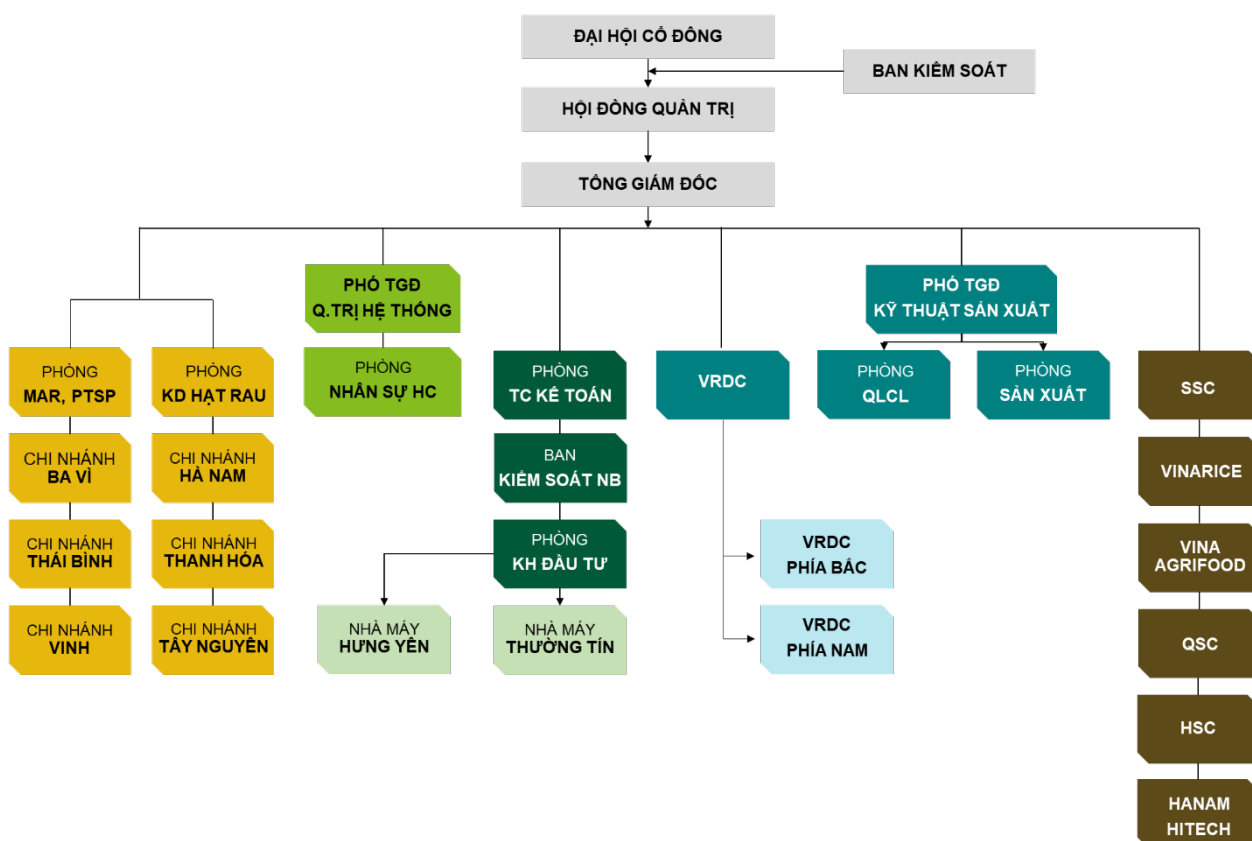 ĐẠI HỘI CỔ ĐÔNG
BAN KIỂM SOÁT
HỘI ĐỒNG QUẢN TRỊ
TỔNG GIÁM ĐỐC
PHÓ TGĐ
Q.TRỊ HỆ THỐNG
PHÓ TGĐ
KỸ THUẬT SẢN XUẤT
PHÒNG
MAR, PTSP
PHÒNG
KD HẠT RAU
PHÒNG
NHÂN SỰ HC
PHÒNG
TC KẾ TOÁN
VRDC
PHÒNG
QLCL
PHÒNG
SẢN XUẤT
SSC
CHI NHÁNH
BA VÌ
CHI NHÁNH
HÀ NAM
BAN
KIỂM SOÁT NB
VINARICE
CHI NHÁNH
THÁI BÌNH
CHI NHÁNH
THANH HÓA
PHÒNG
KH ĐẦU TƯ
VRDC
PHÍA BẮC
VINA
AGRIFOOD
CHI NHÁNH
VINH
CHI NHÁNH
TÂY NGUYÊN
NHÀ MÁY
HƯNG YÊN
NHÀ MÁY
THƯỜNG TÍN
VRDC
PHÍA NAM
QSC
HSC
HANAM
HITECH